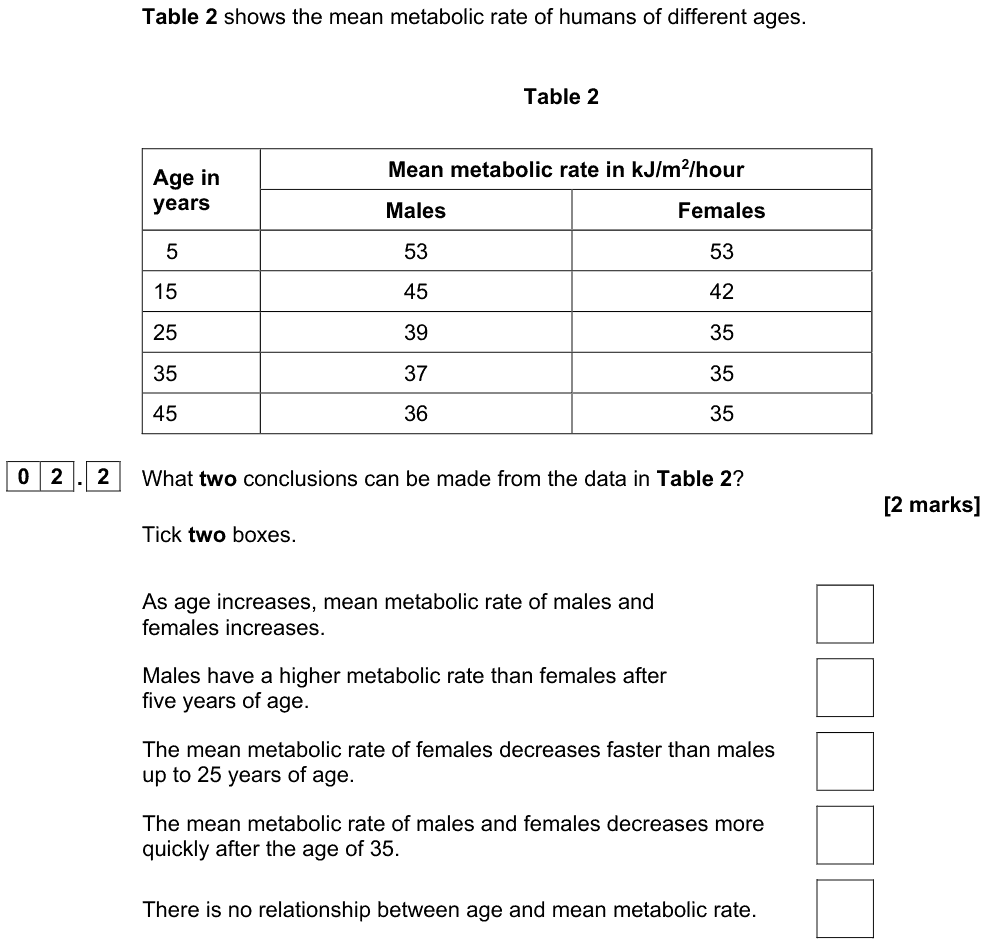 Table 2 shows the mean metabolic rate of humans of different ages.
Table 2
Age in years Mean metabolic rate in kJ/m²/hour
Males Females
5 53 53
15 45 42
25 39 35
35 37 35
45 36 35
0 2 . 2 What two conclusions can be made from the data in Table 2?
[2 marks]
Tick two boxes.
As age increases, mean metabolic rate of males and
females increases.
Males have a higher metabolic rate than females after
five years of age.
The mean metabolic rate of females decreases faster than males
up to 25 years of age.
The mean metabolic rate of males and females decreases more
quickly after the age of 35.
There is no relationship between age and mean metabolic rate.